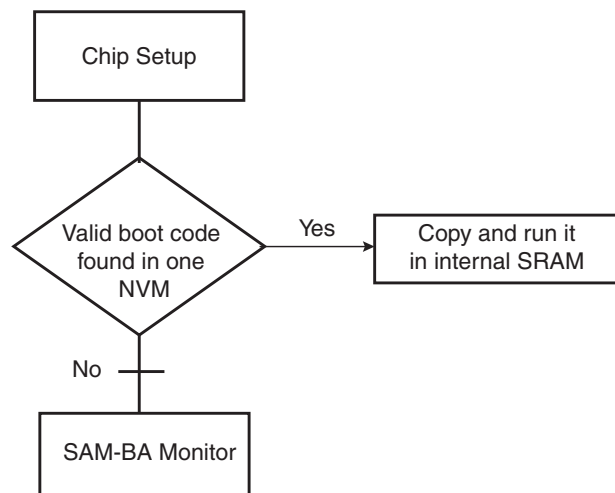 Chip Setup
Valid boot code
found in one
NVM
Yes
Copy and run it
in internal SRAM
No
SAM-BA Monitor